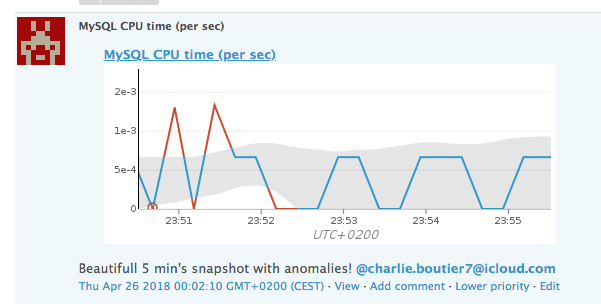 MySQL CPU time (per sec)
MySQL CPU time (per sec)
2e-3
1e-3
5e-4
0
23:51 23:52 23:53 23:54 23:55
UTC+0200
Beautifull 5 min's snapshot with anomalies! @charlie.boutier7@icloud.com
Thu Apr 26 2018 00:02:10 GMT+0200 (CEST) · View · Add comment · Lower priority · Edit